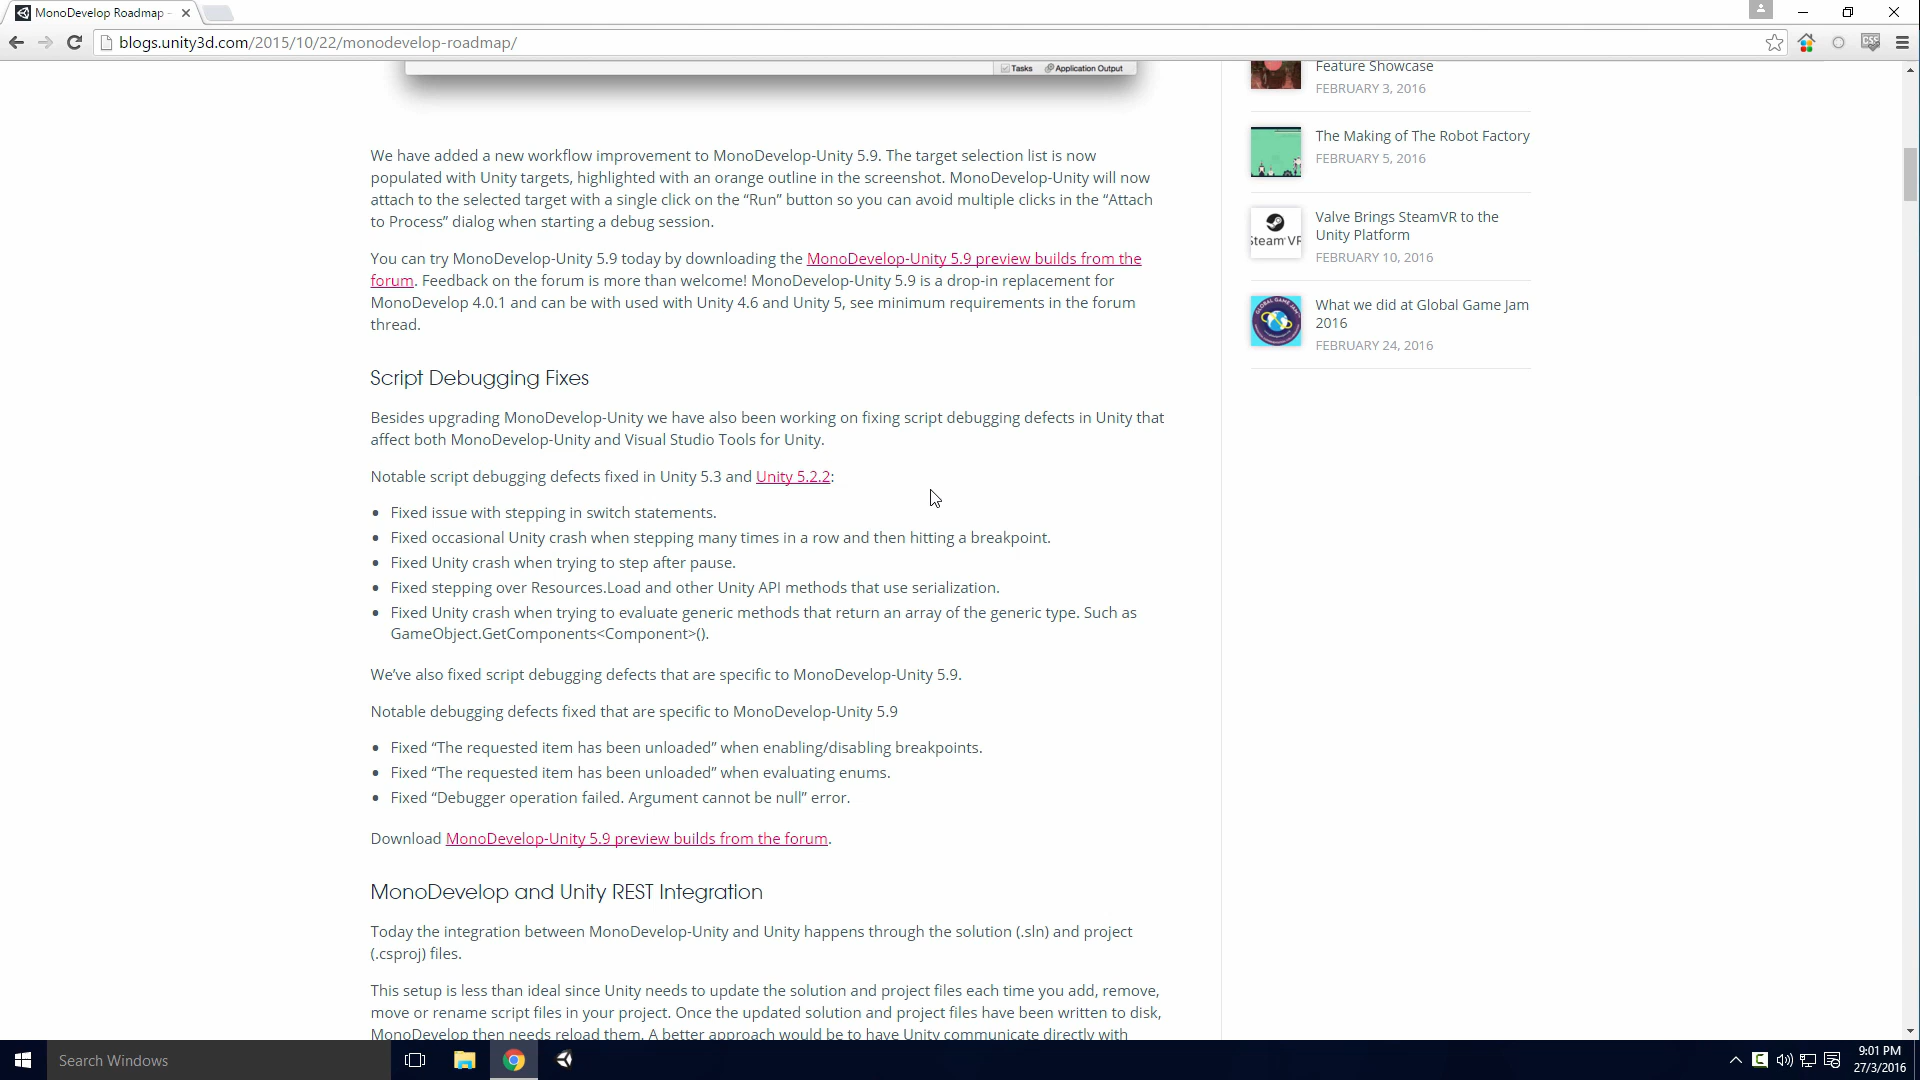 MonoDevelop Roadmap -
blogs.unity3d.com/2015/10/22/monodevelop-roadmap/
CSS
Tasks Application Output
We have added a new workflow improvement to MonoDevelop-Unity 5.9. The target selection list is now
populated with Unity targets, highlighted with an orange outline in the screenshot. MonoDevelop-Unity will now
attach to the selected target with a single click on the “Run” button so you can avoid multiple clicks in the “Attach
to Process” dialog when starting a debug session.
You can try MonoDevelop-Unity 5.9 today by downloading the MonoDevelop-Unity 5.9 preview builds from the
forum. Feedback on the forum is more than welcome! MonoDevelop-Unity 5.9 is a drop-in replacement for
MonoDevelop 4.0.1 and can be with used with Unity 4.6 and Unity 5, see minimum requirements in the forum
thread.
Script Debugging Fixes
Besides upgrading MonoDevelop-Unity we have also been working on fixing script debugging defects in Unity that
affect both MonoDevelop-Unity and Visual Studio Tools for Unity.
Notable script debugging defects fixed in Unity 5.3 and Unity 5.2.2:
• Fixed issue with stepping in switch statements.
• Fixed occasional Unity crash when stepping many times in a row and then hitting a breakpoint.
• Fixed Unity crash when trying to step after pause.
• Fixed stepping over Resources.Load and other Unity API methods that use serialization.
• Fixed Unity crash when trying to evaluate generic methods that return an array of the generic type. Such as
GameObject.GetComponents<Component>().
We’ve also fixed script debugging defects that are specific to MonoDevelop-Unity 5.9.
Notable debugging defects fixed that are specific to MonoDevelop-Unity 5.9
• Fixed “The requested item has been unloaded” when enabling/disabling breakpoints.
• Fixed “The requested item has been unloaded” when evaluating enums.
• Fixed “Debugger operation failed. Argument cannot be null” error.
Download MonoDevelop-Unity 5.9 preview builds from the forum.
MonoDevelop and Unity REST Integration
Today the integration between MonoDevelop-Unity and Unity happens through the solution (.sln) and project
(.csproj) files.
This setup is less than ideal since Unity needs to update the solution and project files each time you add, remove,
move or rename script files in your project. Once the updated solution and project files have been written to disk,
MonoDevelop then needs reload them. A better approach would be to have Unity communicate directly with
Feature Showcase
FEBRUARY 3, 2016
The Making of The Robot Factory
FEBRUARY 5, 2016
STEAM VR
Valve Brings SteamVR to the
Unity Platform
FEBRUARY 10, 2016
GLOBAL GAME JAM
What we did at Global Game Jam
2016
FEBRUARY 24, 2016
Search Windows
9:01 PM
27/3/2016